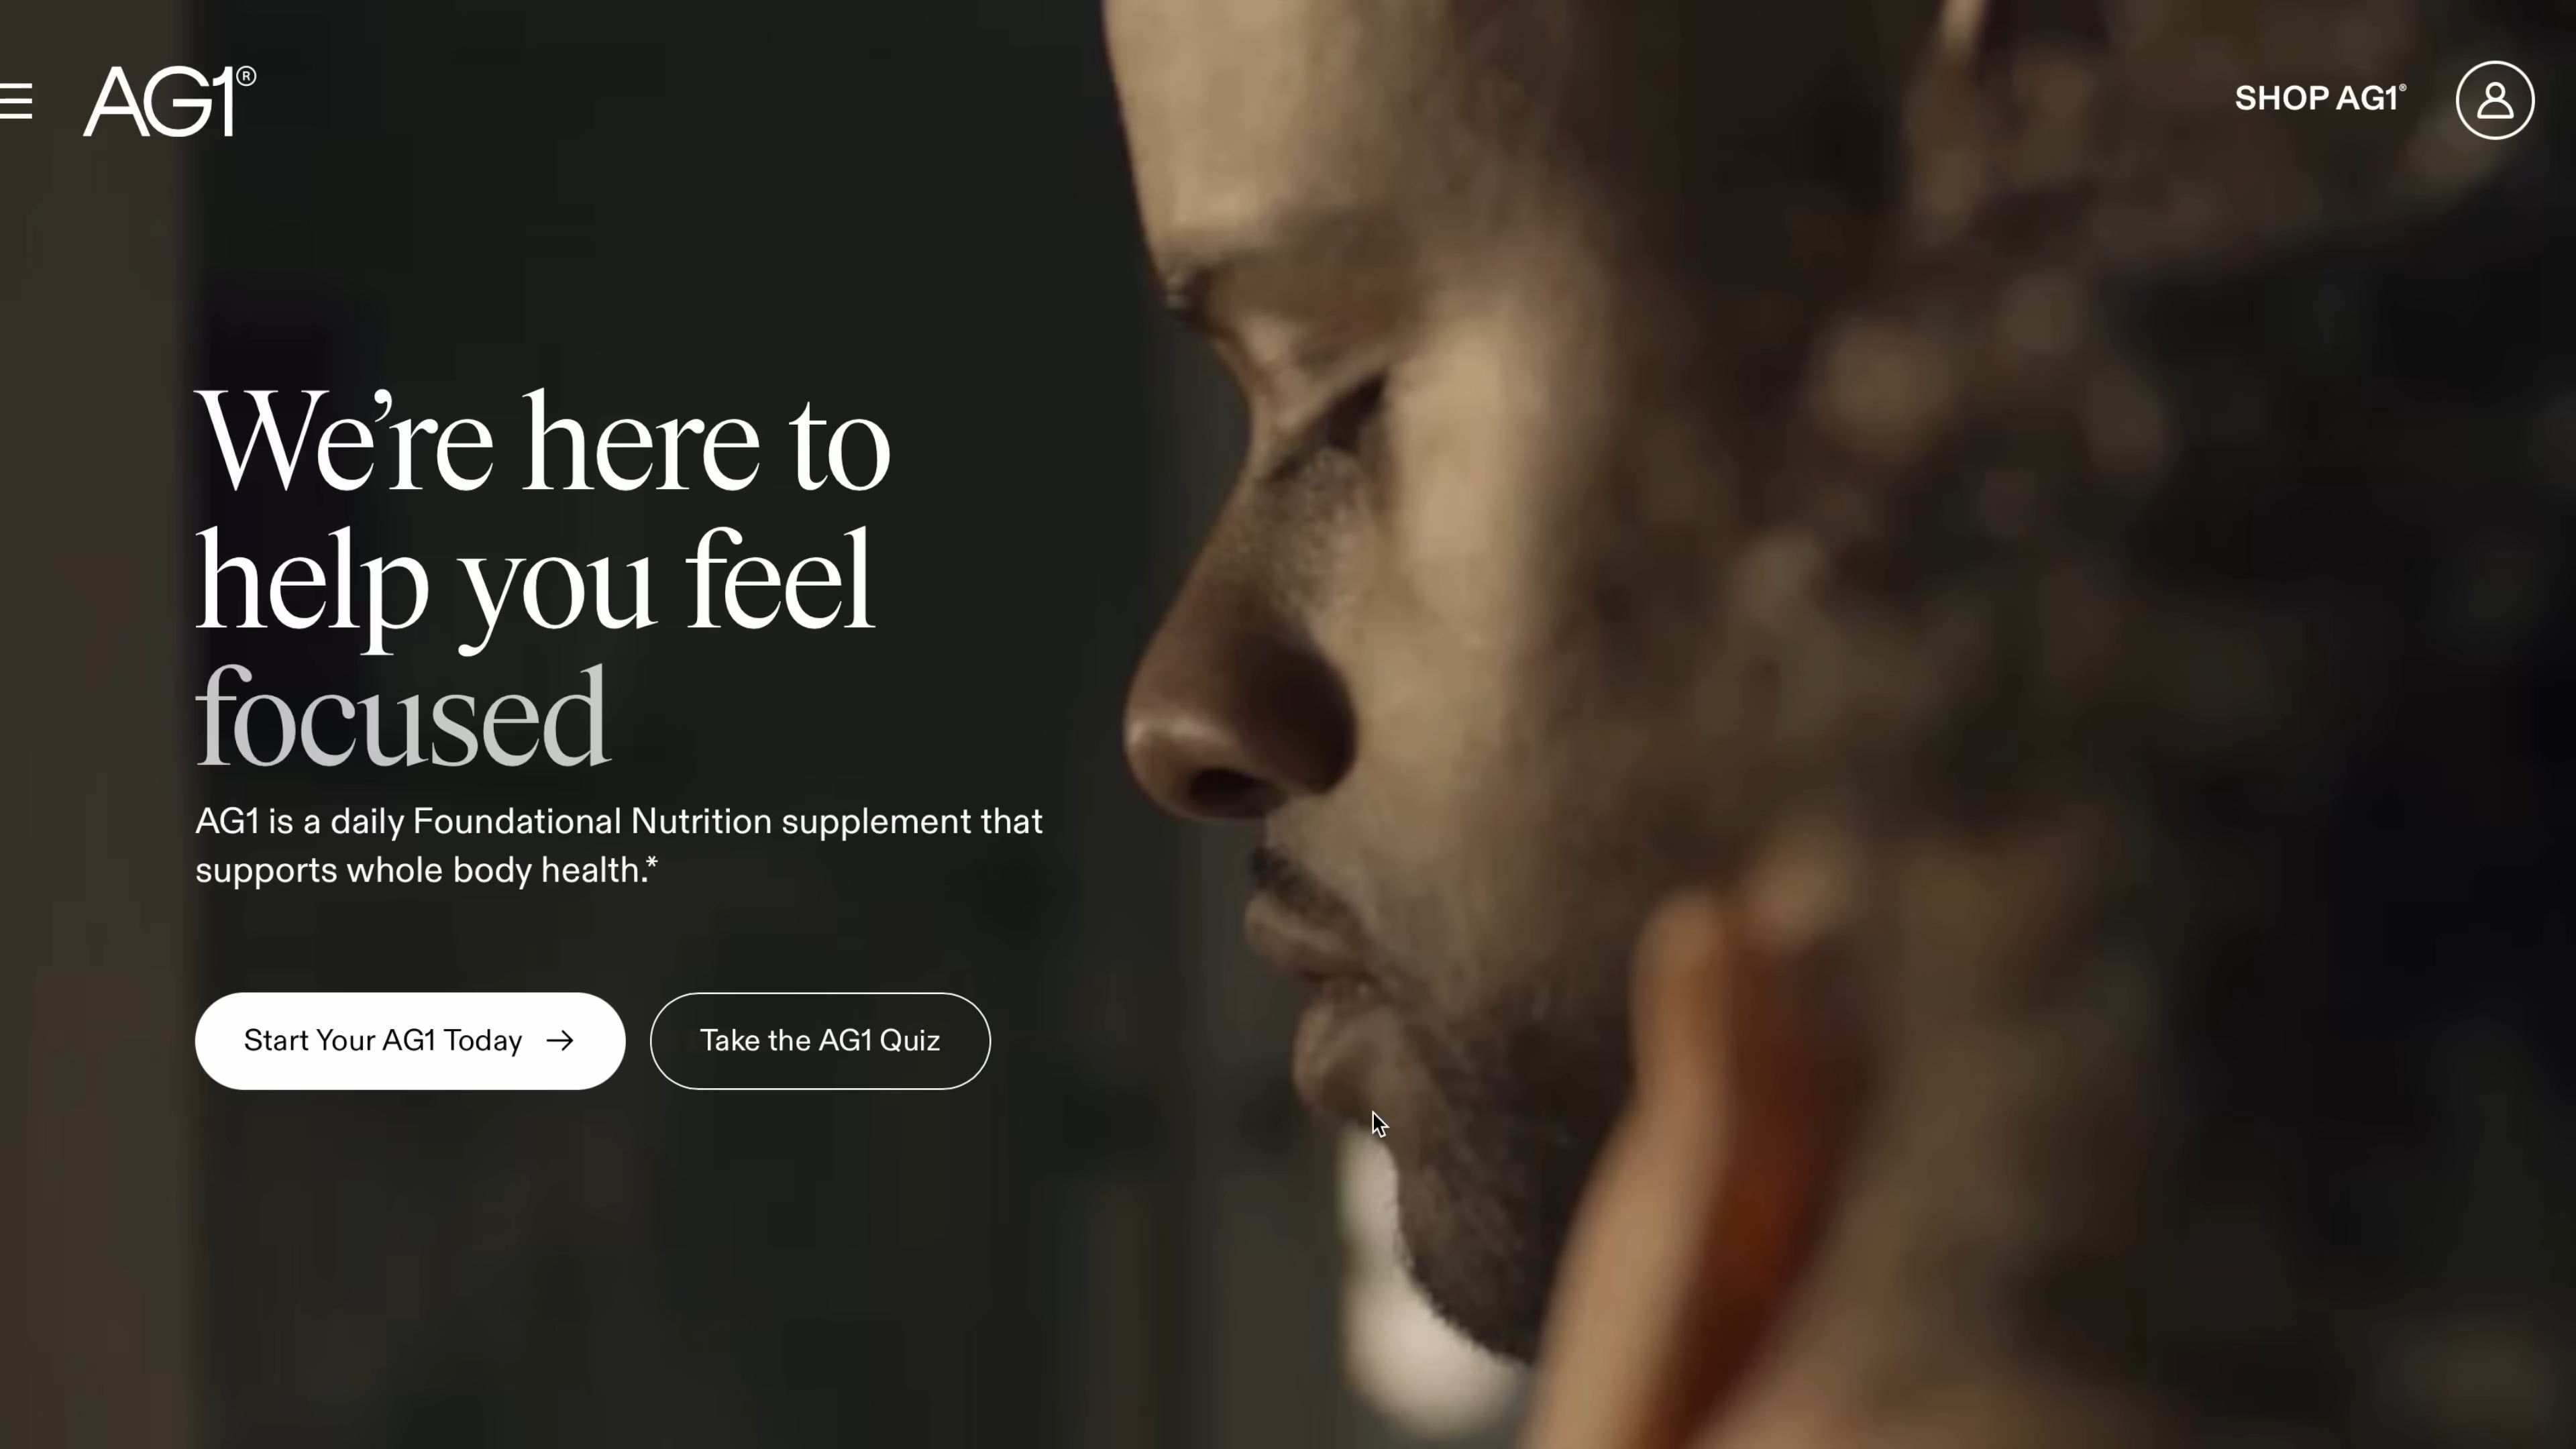 AG1®
SHOP AG1®
We’re here to
help you feel
focused
AG1 is a daily Foundational Nutrition supplement that
supports whole body health.*
Start Your AG1 Today →
Take the AG1 Quiz